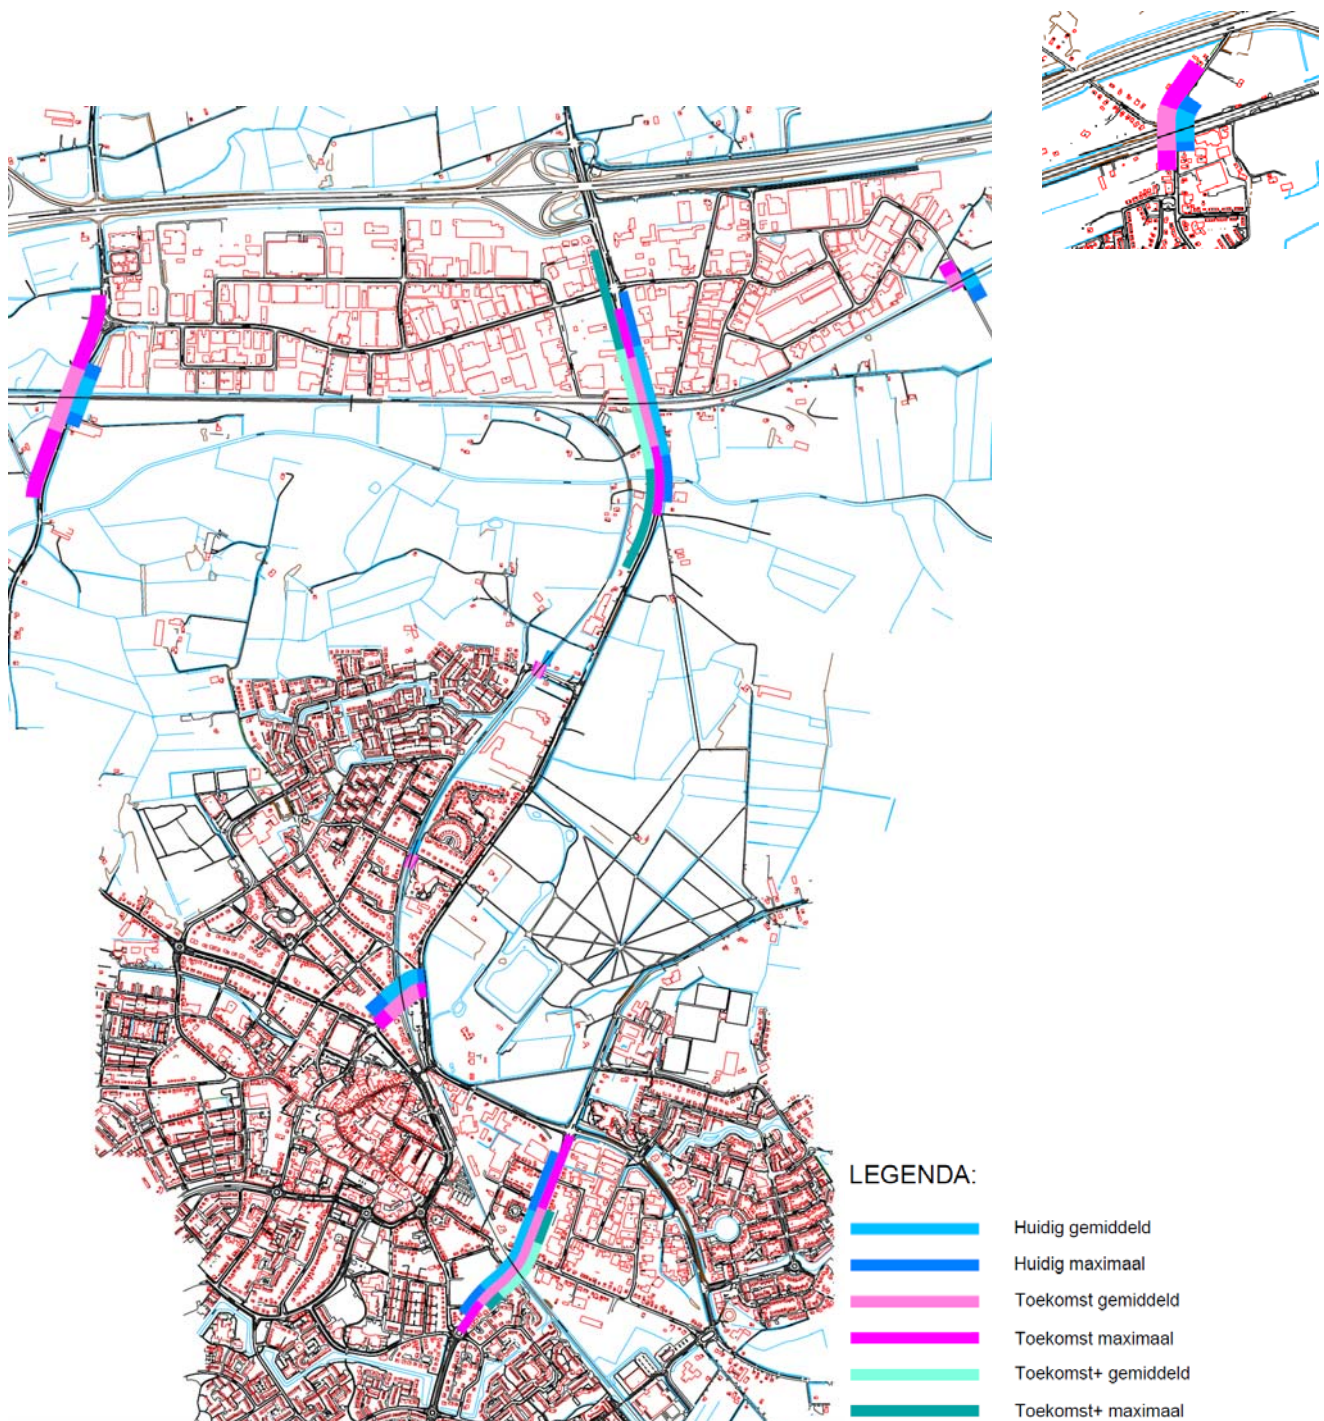 LEGENDA:
Huidig gemiddeld
Huidig maximaal
Toekomst gemiddeld
Toekomst maximaal
Toekomst+ gemiddeld
Toekomst+ maximaal